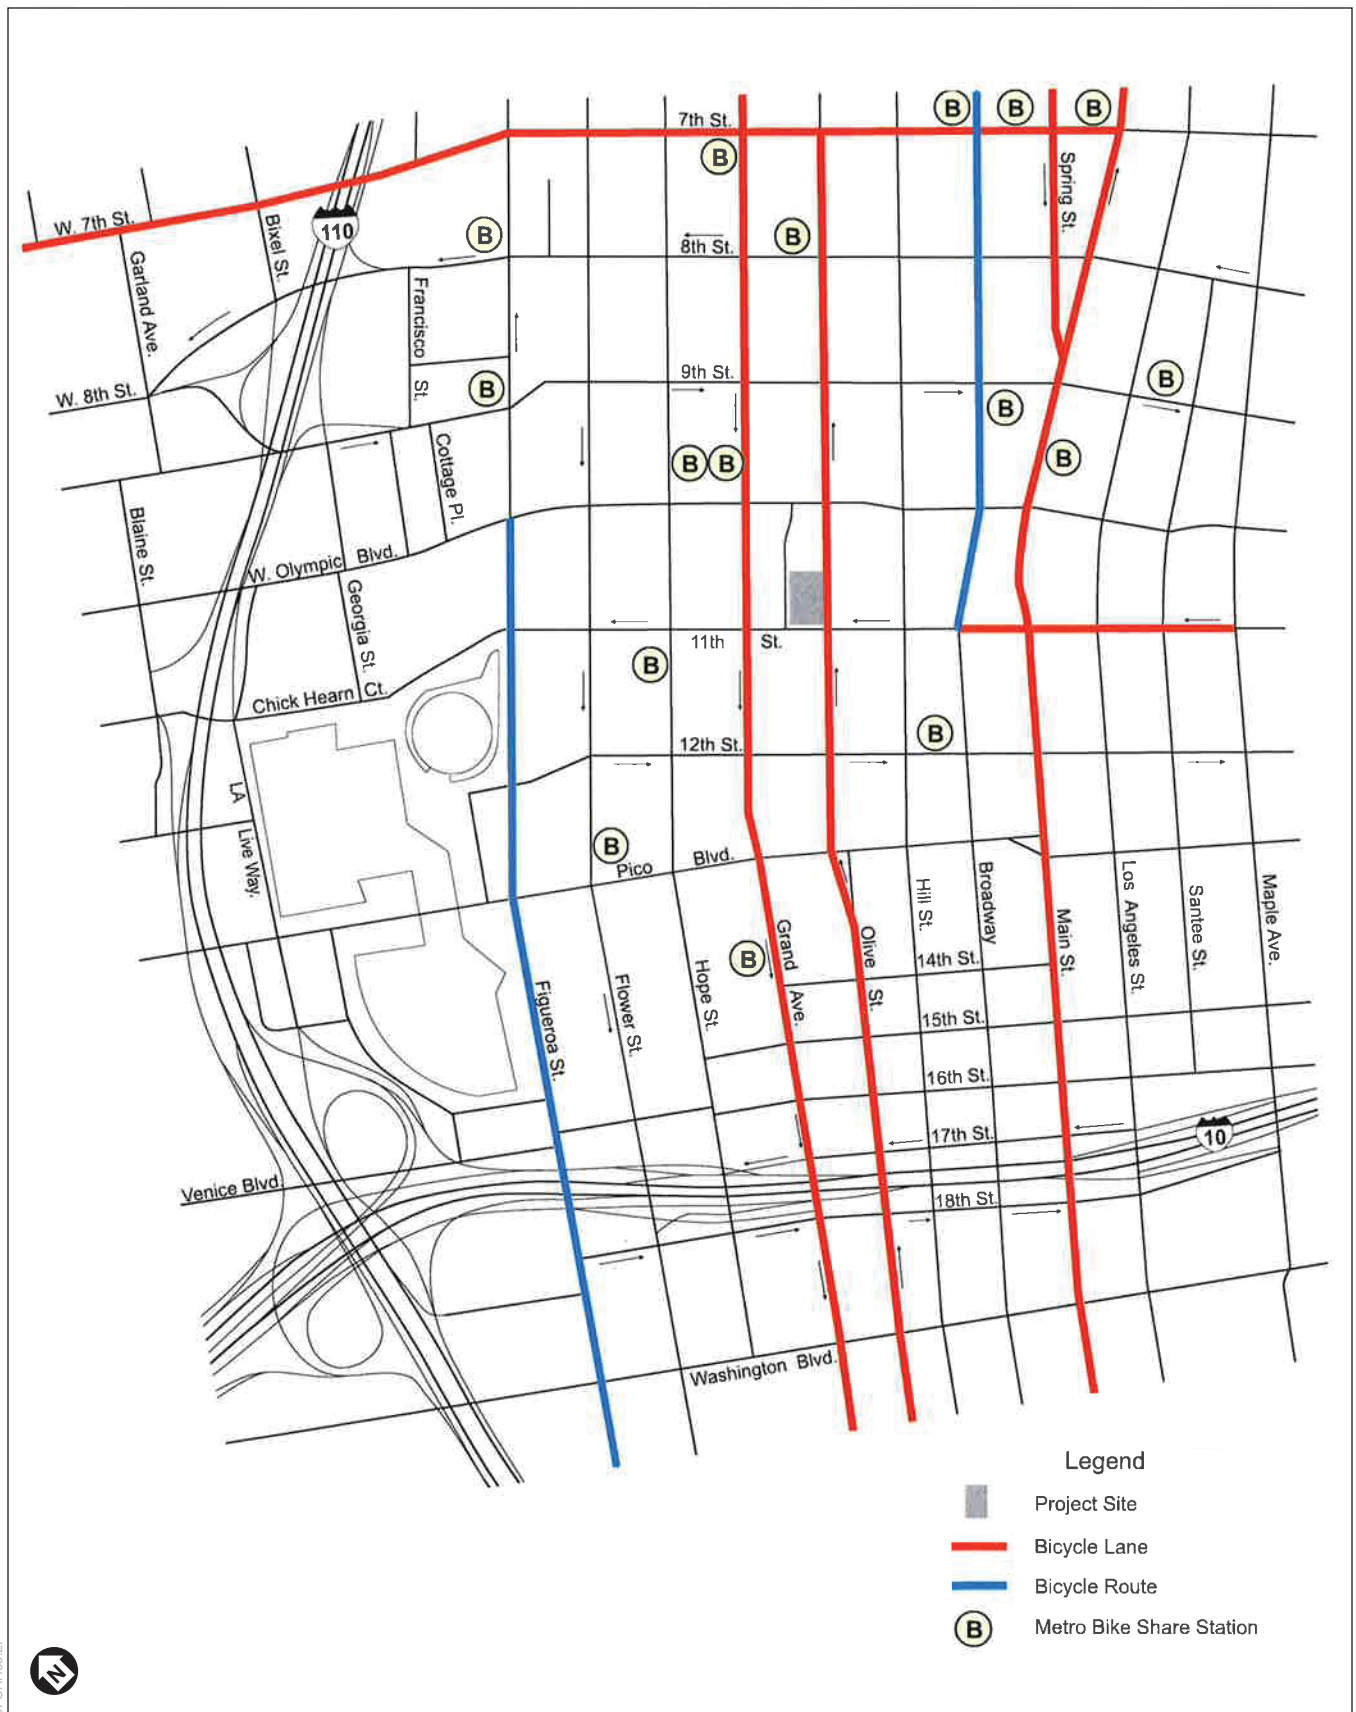 B
B
B
7th St.
B
Spring St.
W. 7th St.
110
Bixel St.
B
B
8th St.
Garland Ave.
Francisco
St.
9th St.
B
B
W. 8th St.
B
Cottage Pl.
B
B
B
Blaine St.
W. Olympic Blvd.
Georgia St.
11th St.
B
Chick Hearn Ct.
B
12th St.
LA
Live Way.
B
Pico Blvd.
Grand
Ave.
Olive
St.
Hill St.
Broadway
Main St.
Los Angeles St.
Santee St.
Maple Ave.
B
14th St.
Hope St.
Flower St.
Figueroa St.
15th St.
16th St.
17th St.
10
Venice Blvd.
18th St.
Washington Blvd.
Legend
Project Site
Bicycle Lane
Bicycle Route
B
Metro Bike Share Station
N